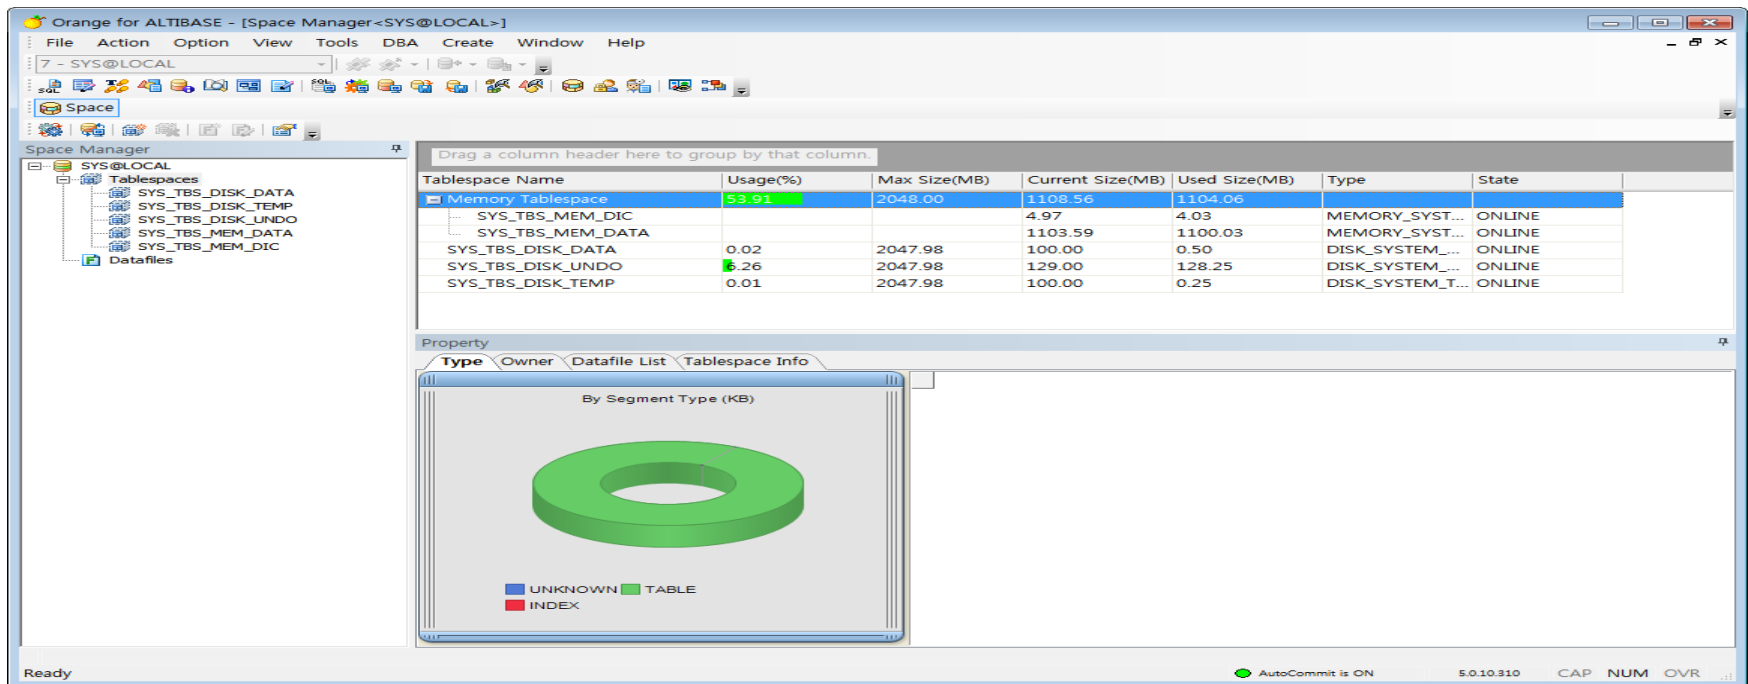 Orange for ALTIBASE - [Space Manager<SYS@LOCAL>]
File Action Option View Tools DBA Create Window Help
7 - SYS@LOCAL
SQL SQL
Space
Space Manager
SYS@LOCAL
Tablespaces
SYS_TBS_DISK_DATA
SYS_TBS_DISK_TEMP
SYS_TBS_DISK_UNDO
SYS_TBS_MEM_DATA
SYS_TBS_MEM_DIC
Datafiles
Drag a column header here to group by that column.
Tablespace Name Usage(%) Max Size(MB) Current Size(MB) Used Size(MB) Type State
Memory Tablespace 53.91 2048.00 1108.56 1104.06
SYS_TBS_MEM_DIC 4.97 4.03 MEMORY_SYST... ONLINE
SYS_TBS_MEM_DATA 1103.59 1100.03 MEMORY_SYST... ONLINE
SYS_TBS_DISK_DATA 0.02 2047.98 100.00 0.50 DISK_SYSTEM_... ONLINE
SYS_TBS_DISK_UNDO 6.26 2047.98 129.00 128.25 DISK_SYSTEM_... ONLINE
SYS_TBS_DISK_TEMP 0.01 2047.98 100.00 0.25 DISK_SYSTEM_T... ONLINE
Property
Type Owner Datafile List Tablespace Info
By Segment Type (KB)
UNKNOWN TABLE
INDEX
Ready AutoCommit is ON 5.0.10.310 CAP NUM OVR